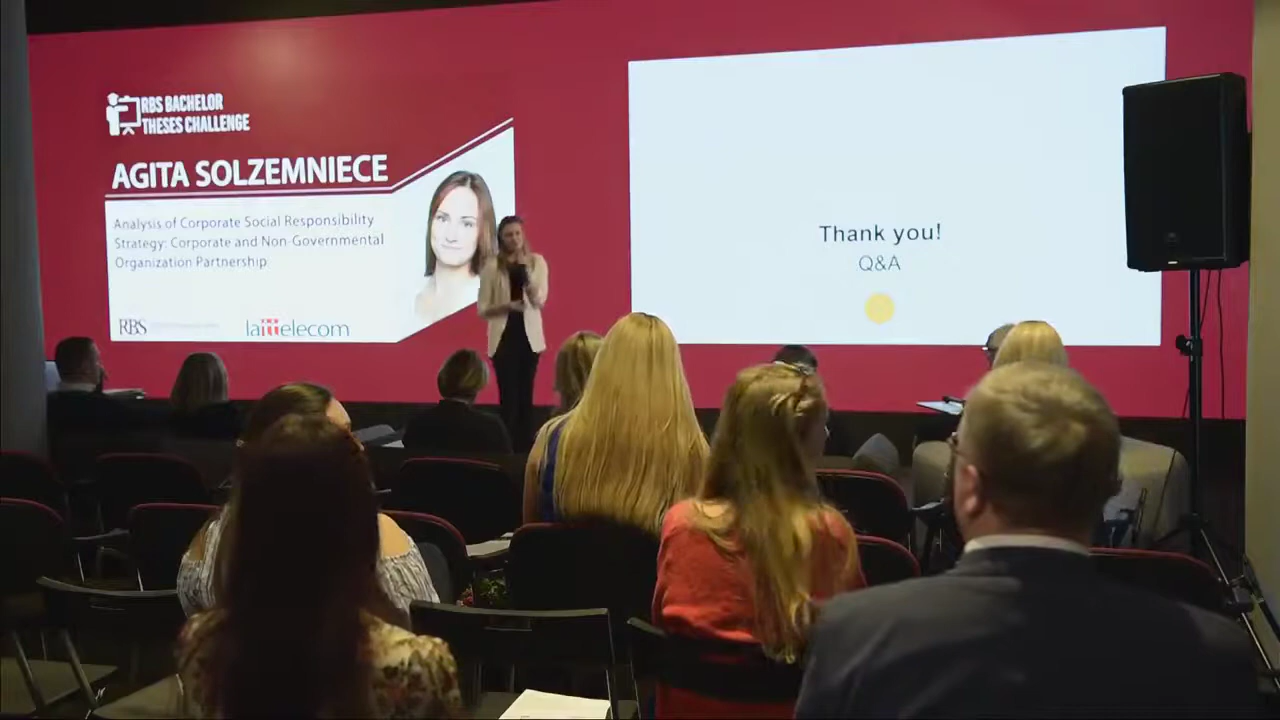 RBS BACHELOR
THESES CHALLENGE
AGITA SOLZEMNIECE
Analysis of Corporate Social Responsibility
Strategy: Corporate and Non-Governmental
Organization Partnership
RBS
lattelecom
Thank you!
Q&A